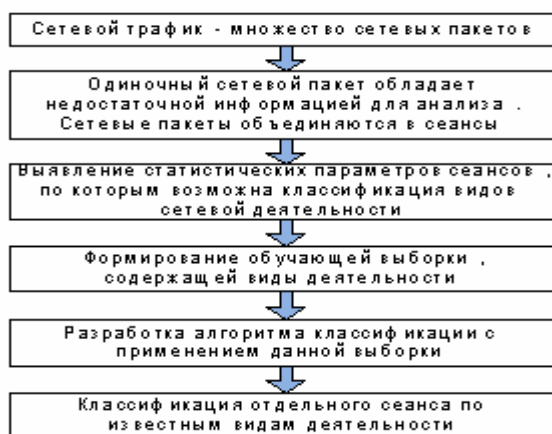 Сетевой трафик - множество сетевых пакетов
Одиночный сетевой пакет обладает
недостаточной информацией для анализа .
Сетевые пакеты объединяются в сеансы
Выявление статистических параметров сеансов ,
по которым возможна классификация видов
сетевой деятельности
Формирование обучающей выборки ,
содержащей виды деятельности
Разработка алгоритма классификации с
применением данной выборки
Классификация отдельного сеанса по
известным видам деятельности